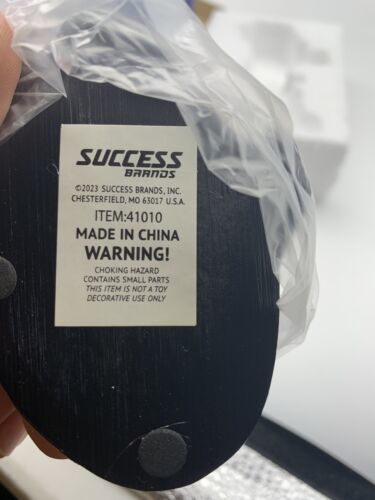 SUCCESS
BRANDS
©2023 SUCCESS BRANDS, INC.
CHESTERFIELD, MO 63017 U.S.A.
ITEM:41010
MADE IN CHINA
WARNING!
CHOKING HAZARD
CONTAINS SMALL PARTS
THIS ITEM IS NOT A TOY
DECORATIVE USE ONLY